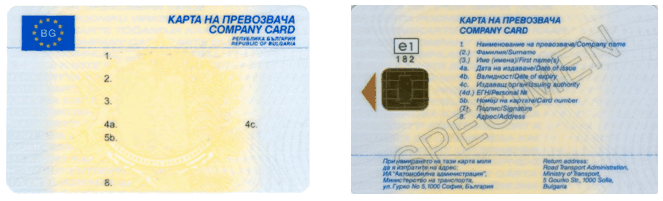 BG
КАРТА НА ПРЕВОЗВАЧА
COMPANY CARD
РЕПУБЛИКА БЪЛГАРИЯ
REPUBLIC OF BULGARIA
1.
2.
3.
4a. 4c.
5b.
8.
КАРТА НА ПРЕВОЗВАЧА
COMPANY CARD
e1
182
1. Наименование на превозвача/Company name
(2.) Фамилия/Surname
(3.) Име (имена)/First name(s)
4a. Дата на издаване/Date of issue
4b. Валидност/Date of expiry
4c. Издаващ орган/Issuing authority
(4d.) ЕГН/Personal №
5b. Номер на картата/Card number
(7.) Подпис/Signature
8. Адрес/Address
SPECIMEN
При намирането на тази карта моля
да я изпратите на адрес:
ИА "Автомобилна администрация",
Министерство на транспорта,
ул. Гурко № 5, 1000 София, България
Return address:
Road Transport Administration,
Ministry of Transport,
5 Gourko Str., 1000 Sofia,
Bulgaria